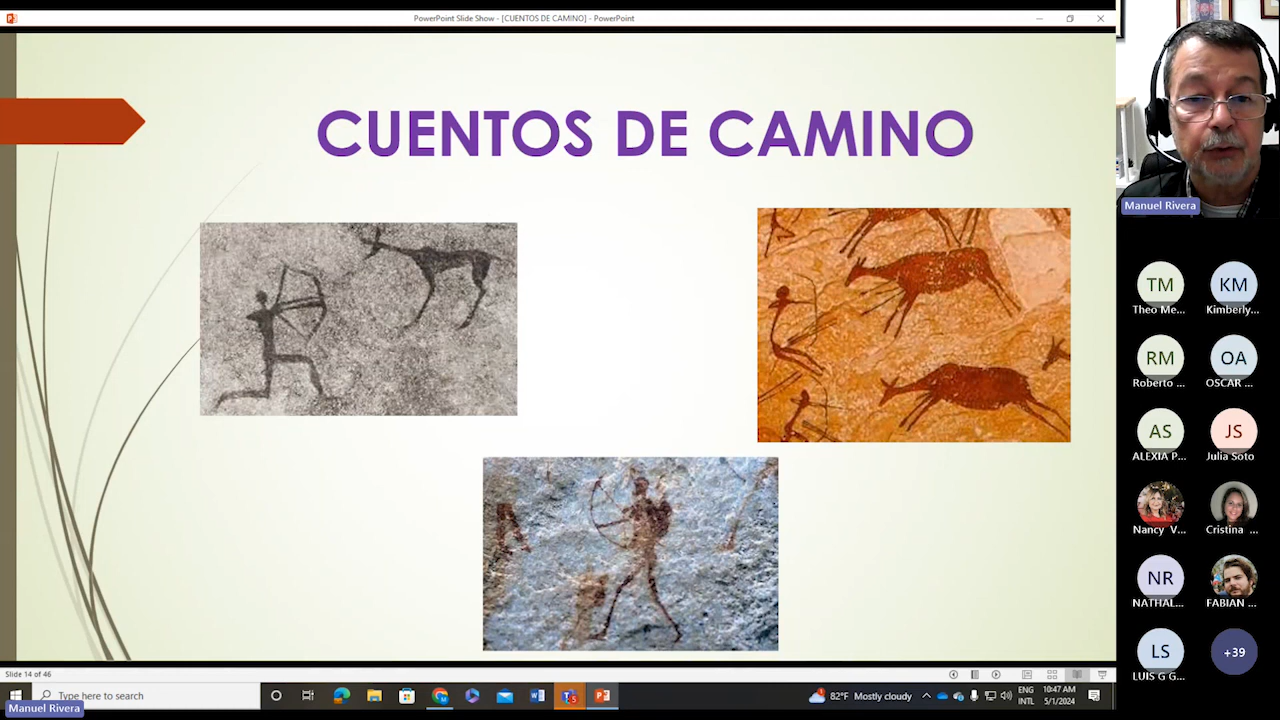 PowerPoint Slide Show - [CUENTOS DE CAMINO] - PowerPoint
CUENTOS DE CAMINO
Manuel Rivera
TM
KM
Theo Me...
Kimberly...
RM
OA
Roberto ...
OSCAR ...
AS
JS
ALEXIA P...
Julia Soto
Nancy V...
Cristina ...
NR
NATHAL...
FABIAN ...
LS
+39
LUIS G G...
Slide 14 of 46
Type here to search
82°F Mostly cloudy
ENG
INTL
10:47 AM
5/1/2024
Manuel Rivera